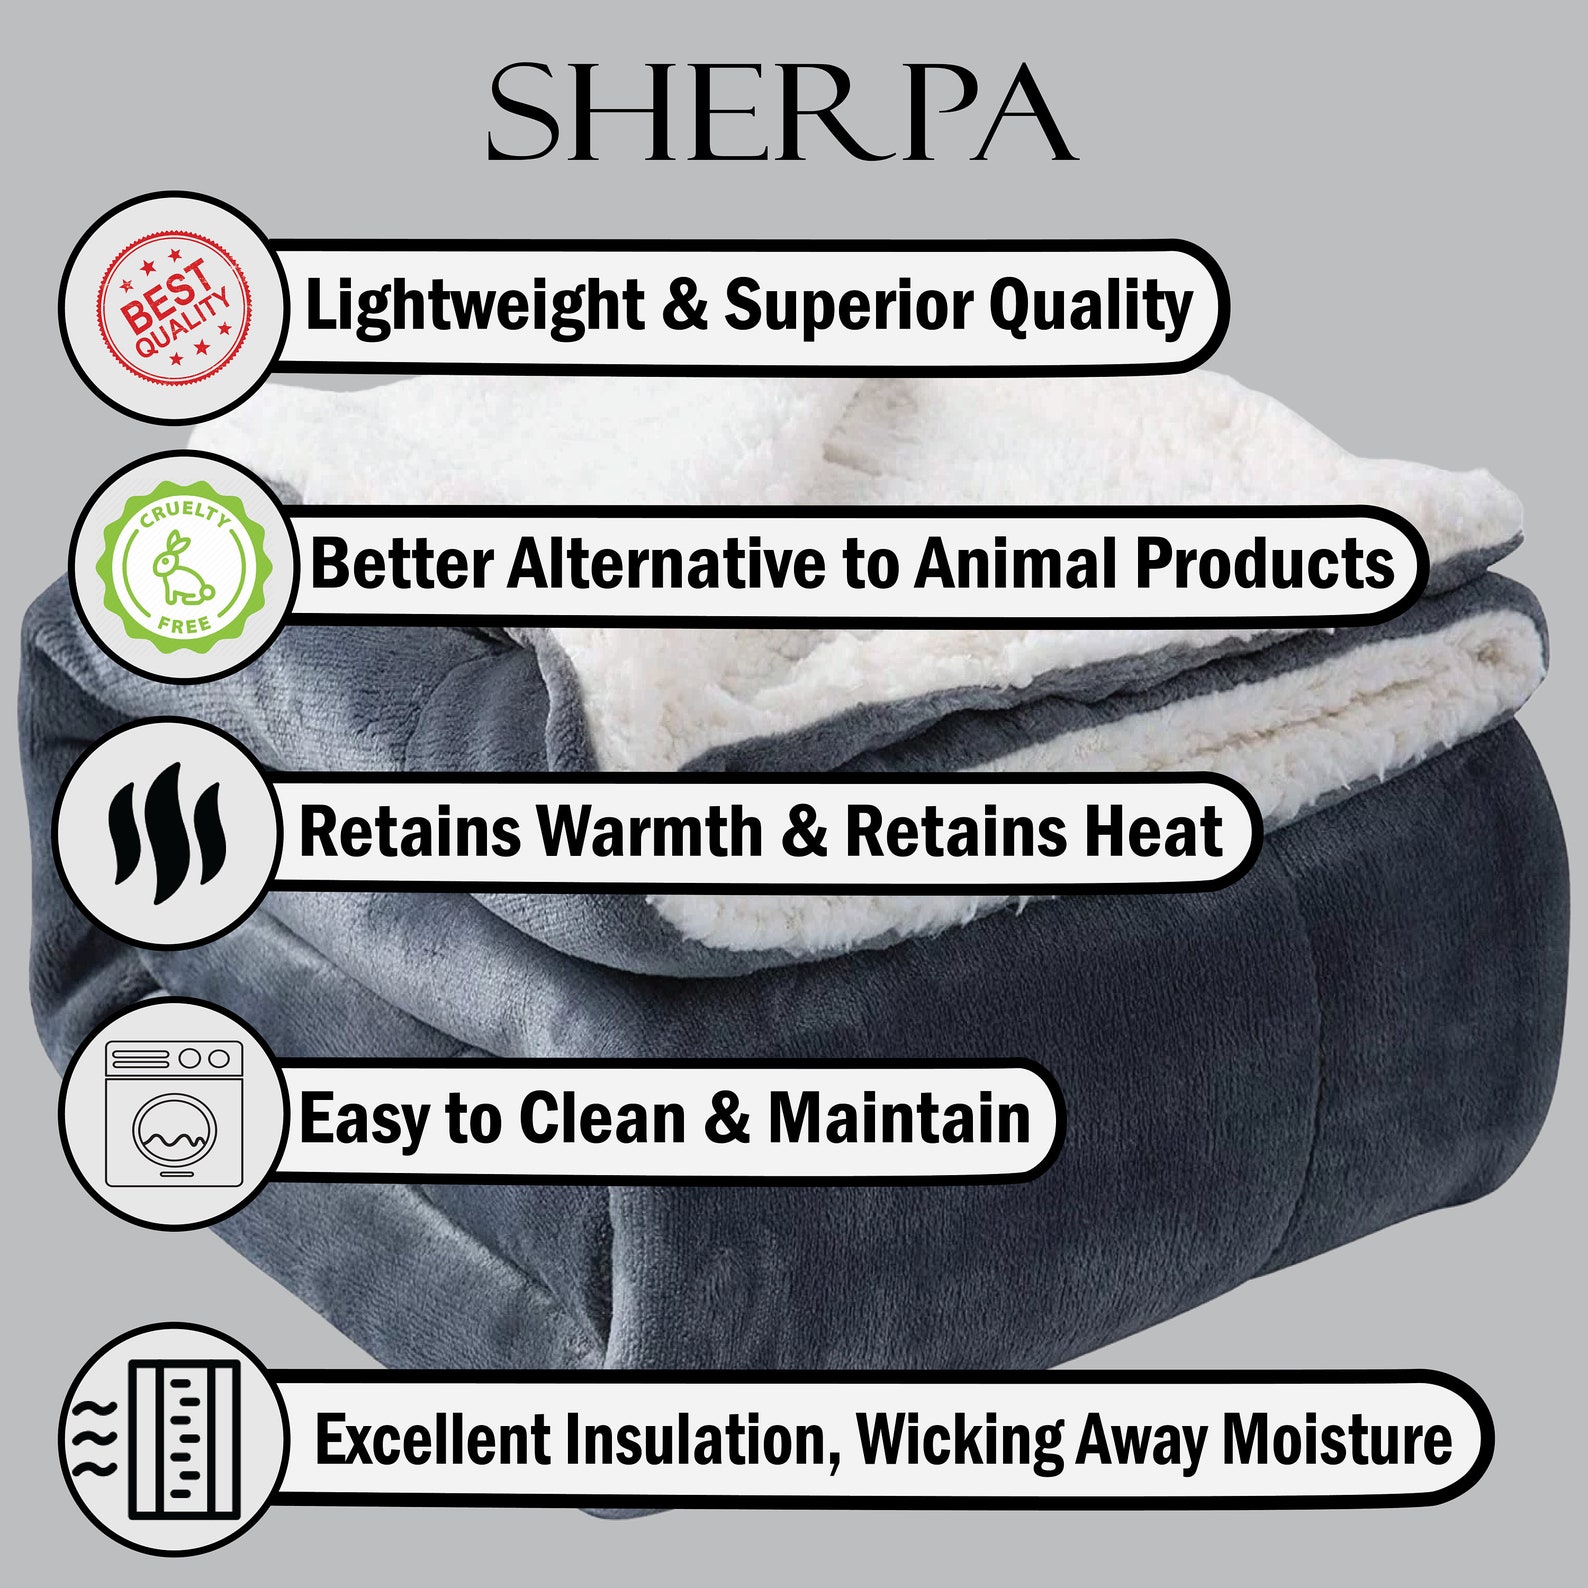 SHERPA
BEST
QUALITY
Lightweight & Superior Quality
CRUELTY
FREE
Better Alternative to Animal Products
Retains Warmth & Retains Heat
Easy to Clean & Maintain
Excellent Insulation, Wicking Away Moisture